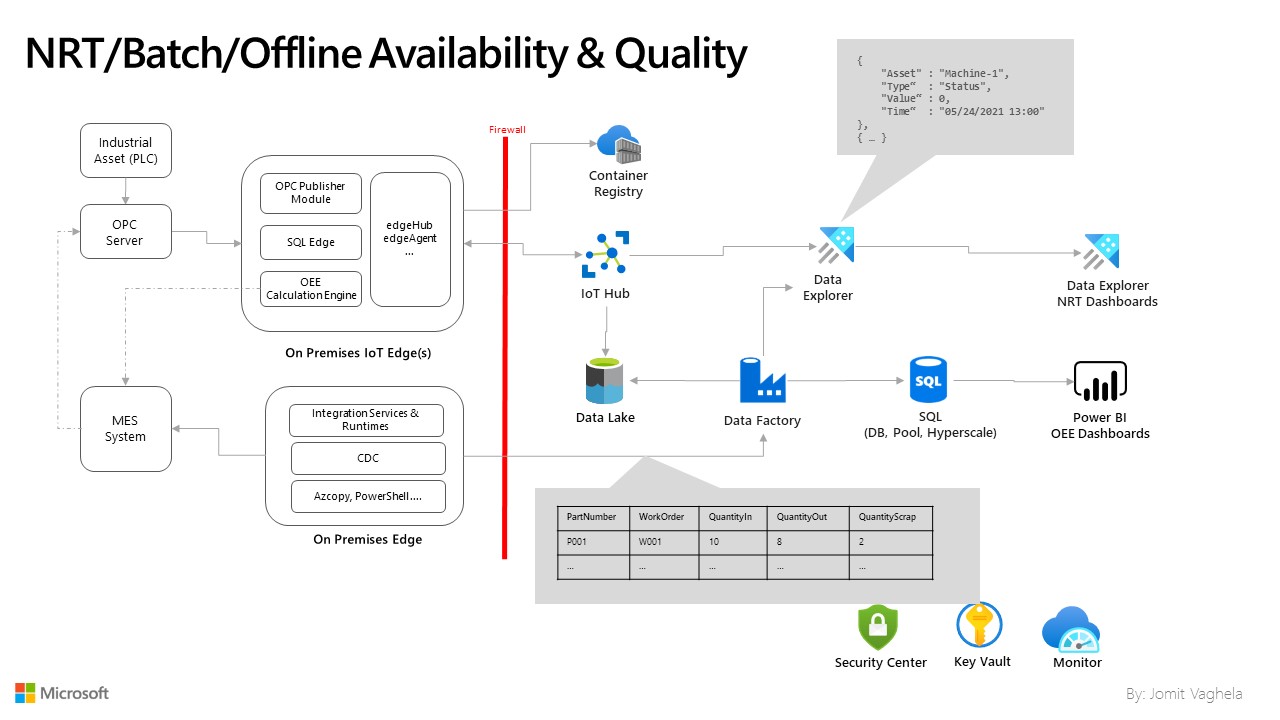 NRT/Batch/Offline Availability & Quality
{
"Asset" : "Machine-1",
"Type“ : "Status",
"Value“ : 0,
"Time“ : "05/24/2021 13:00"
},
{ … }
Firewall
Industrial
Asset (PLC)
OPC
Server
OPC Publisher
Module
SQL Edge
OEE
Calculation Engine
edgeHub
edgeAgent
...
On Premises IoT Edge(s)
Container
Registry
IoT Hub
Data
Explorer
Data Explorer
NRT Dashboards
MES
System
Integration Services &
Runtimes
CDC
Azcopy, PowerShell....
On Premises Edge
Data Lake
Data Factory
SQL
SQL
(DB, Pool, Hyperscale)
Power BI
OEE Dashboards
PartNumber WorkOrder QuantityIn QuantityOut QuantityScrap
P001 W001 10 8 2
... ... ... ... ...
Security Center
Key Vault
Monitor
Microsoft
By: Jomit Vaghela